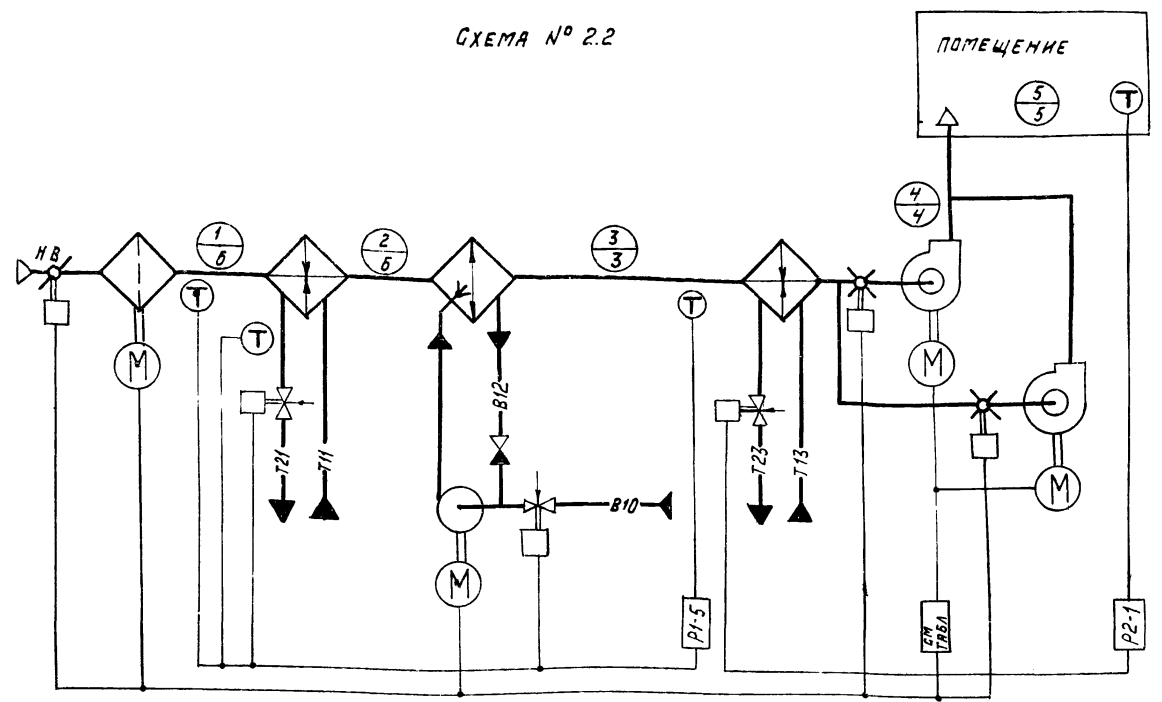 СХЕМА № 2.2
ПОМЕЩЕНИЕ
5
5
Т
4
4
НВ
1
6
2
6
3
3
Т
Т
Т
М
М
М
М
В12
Т21
Т11
В10
Т23
Т13
Р1-5
СМ
ТАБЛ
Р2-1